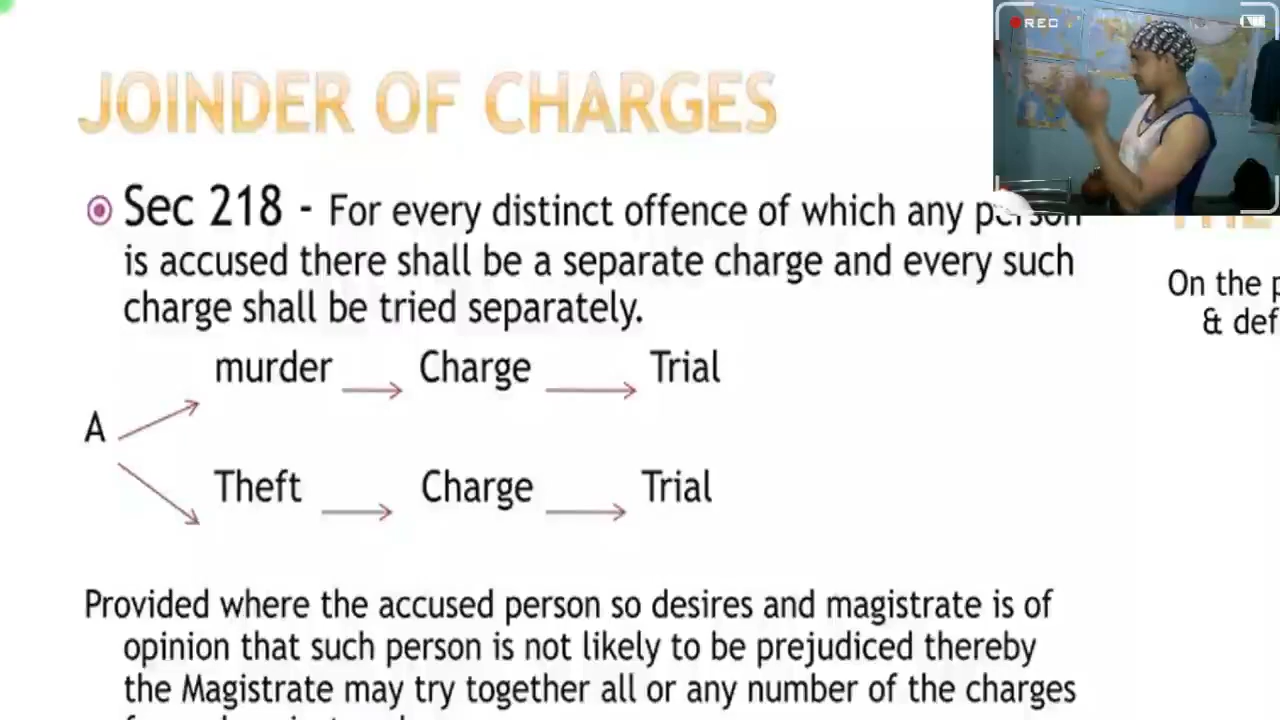 REC
JOINDER OF CHARGES
Sec 218 - For every distinct offence of which any person
is accused there shall be a separate charge and every such
charge shall be tried separately.
murder Charge Trial
A
Theft Charge Trial
Provided where the accused person so desires and magistrate is of
opinion that such person is not likely to be prejudiced thereby
the Magistrate may try together all or any number of the charges
On the p
& def